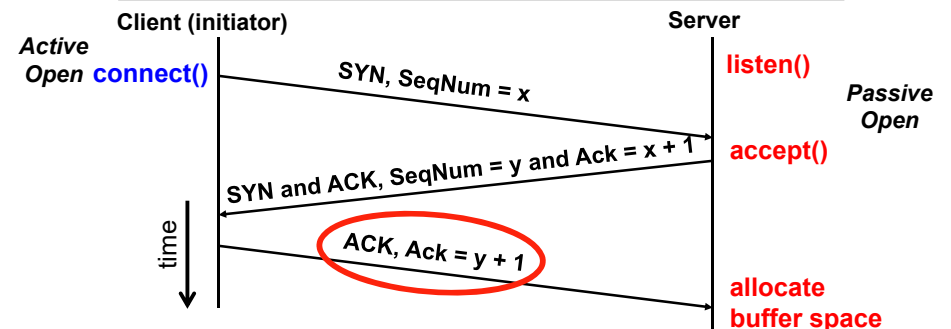 Client (initiator)
Server
Active
Open
connect()
listen()
SYN, SeqNum = x
Passive
Open
accept()
SYN and ACK, SeqNum = y and Ack = x + 1
time
ACK, Ack = y + 1
allocate
buffer space